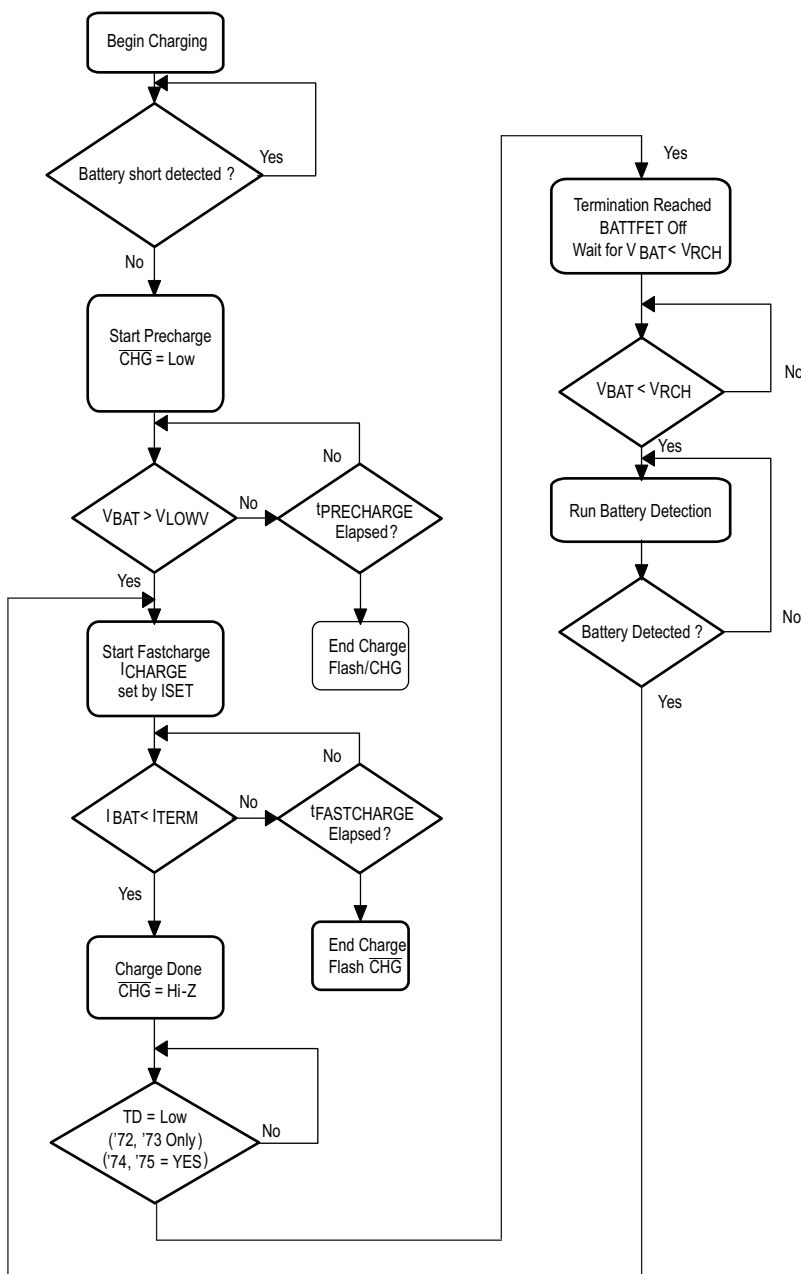 Begin Charging
Battery short detected ?
Yes
No
Start Precharge
CHG = Low
VBAT > VLOWV
No
No
tPRECHARGE
Elapsed?
Yes
End Charge
Flash/CHG
Start Fastcharge
ICHARGE
set by ISET
IBAT< ITERM
No
No
tFASTCHARGE
Elapsed?
Yes
End Charge
Flash CHG
Charge Done
CHG = Hi-Z
TD = Low
('72, '73 Only)
('74, '75 = YES)
No
Yes
Termination Reached
BATTFET Off
Wait for VBAT< VRCH
VBAT < VRCH
No
Yes
Run Battery Detection
Battery Detected ?
No
Yes